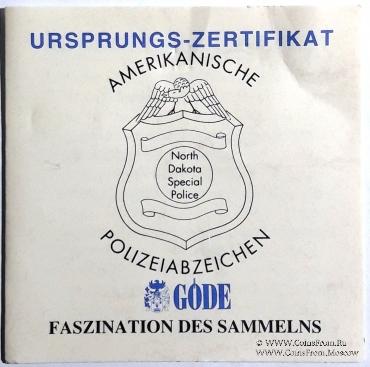 URSPRUNGS-ZERTIFIKAT
AMERIKANISCHE
North
Dakota
Special
Police
POLIZEIABZEICHEN
GÖDE
FASZINATION DES SAMMELNS
© www.CoinsFrom.Ru
www.CoinsFrom.Moscow